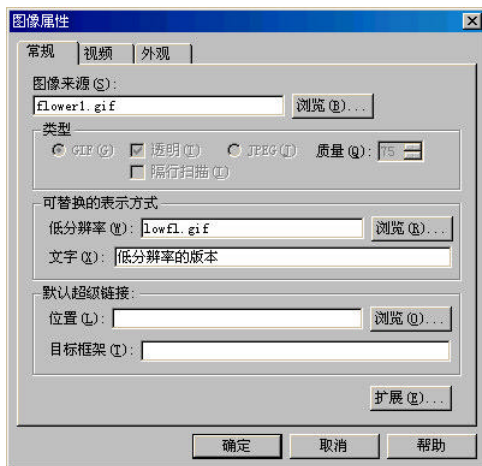 图像属性
常规 视频 外观
图像来源(S):
flower1.gif 浏览(B)...
类型
GIF(G) 透明(T) JPEG(J) 质量(Q): 75
隔行扫描(I)
可替换的表示方式
低分辨率(W): lowfl.gif 浏览(R)...
文字(X): 低分辨率的版本
默认超级链接:
位置(L): 浏览(O)...
目标框架(T):
扩展(E)...
确定 取消 帮助